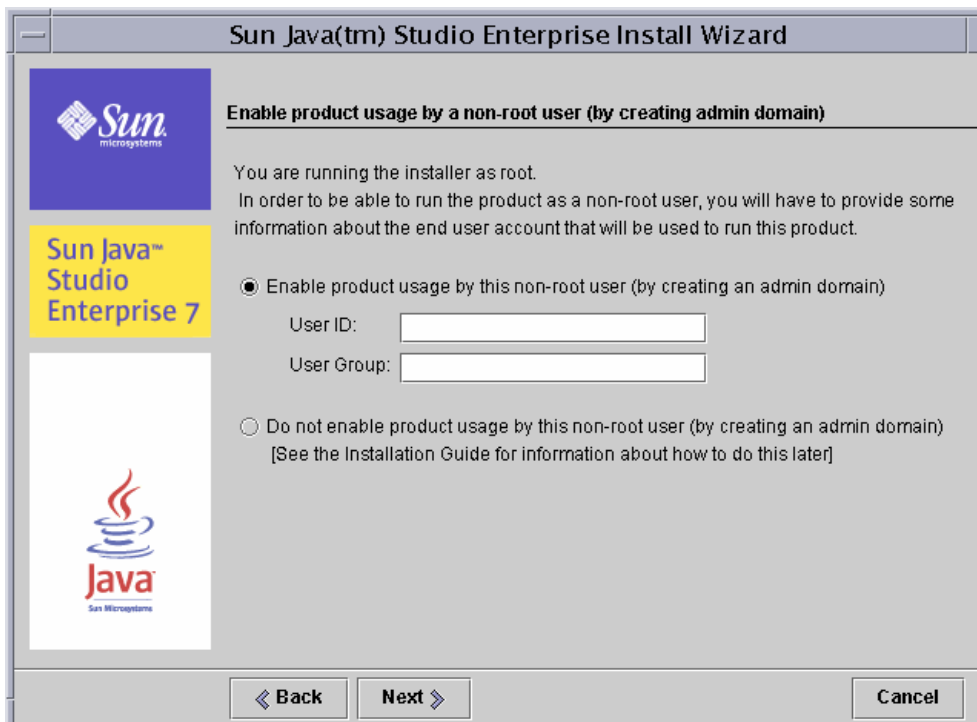 Sun Java(tm) Studio Enterprise Install Wizard
Sun
microsystems
Sun Java™
Studio
Enterprise 7
Java
Sun Microsystems
Enable product usage by a non-root user (by creating admin domain)
You are running the installer as root.
In order to be able to run the product as a non-root user, you will have to provide some
information about the end user account that will be used to run this product.
Enable product usage by this non-root user (by creating an admin domain)
User ID:
User Group:
Do not enable product usage by this non-root user (by creating an admin domain)
[See the Installation Guide for information about how to do this later]
Back
Next
Cancel